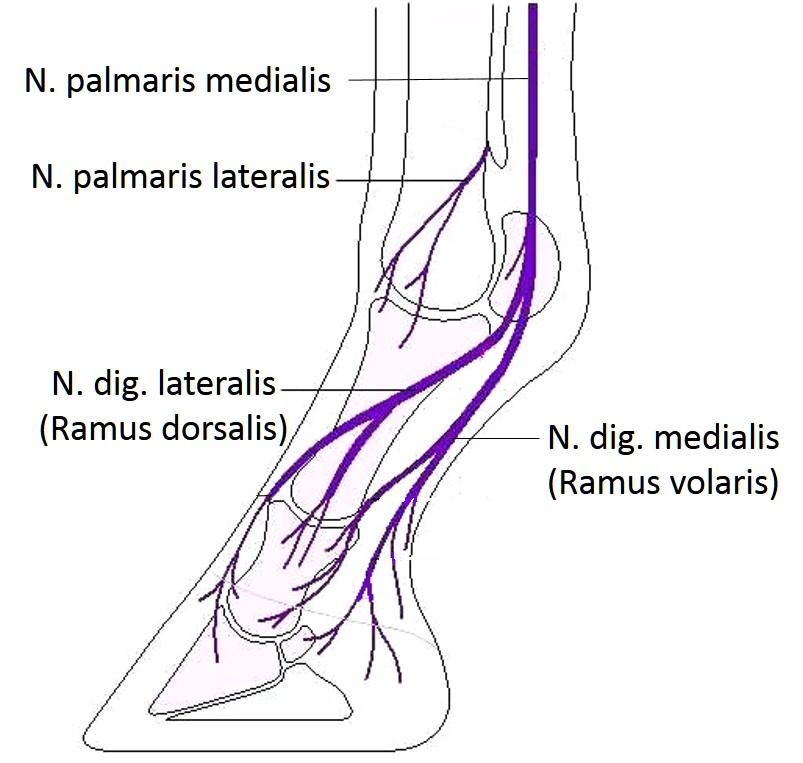 N. palmaris medialis
N. palmaris lateralis
N. dig. lateralis
(Ramus dorsalis)
N. dig. medialis
(Ramus volaris)